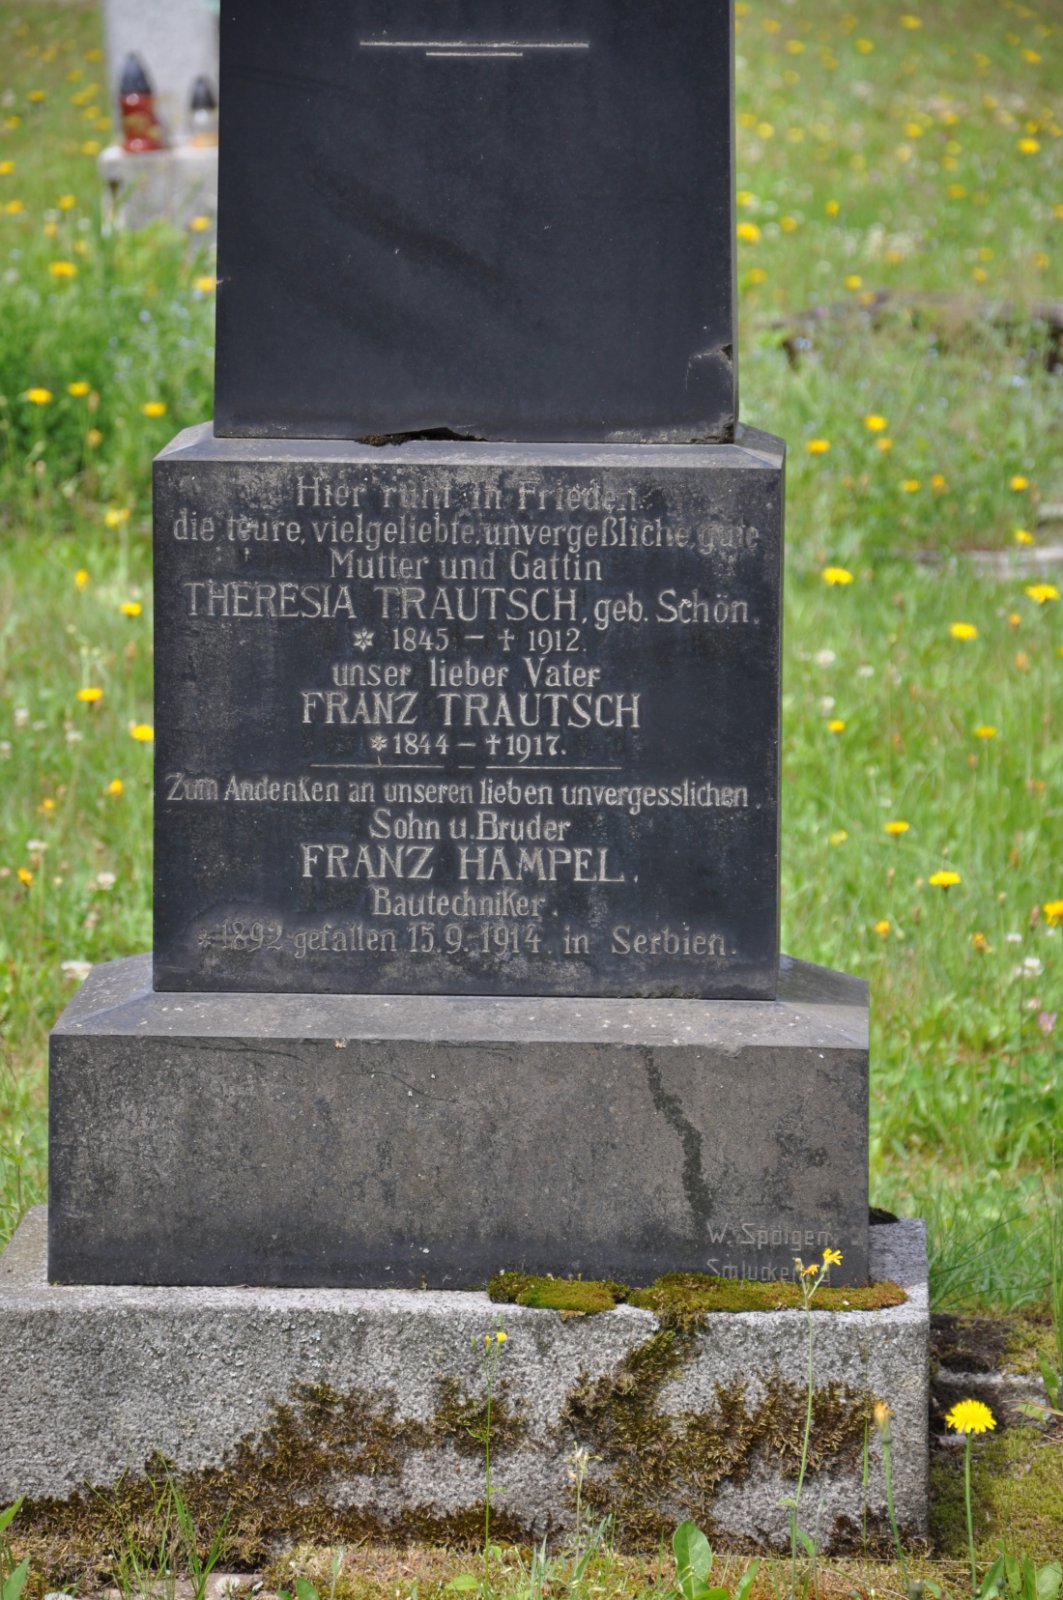 Hier ruht in Frieden
die teure, vielgeliebte, unvergeßliche, gute
Mutter und Gattin
THERESIA TRAUTSCH, geb. Schön.
* 1845 – † 1912.
unser lieber Vater
FRANZ TRAUTSCH
* 1844 – † 1917.
Zum Andenken an unseren lieben unvergesslichen
Sohn u. Bruder
FRANZ HAMPEL.
Bautechniker.
* 1892 gefallen 15.9.1914. in Serbien.
W.